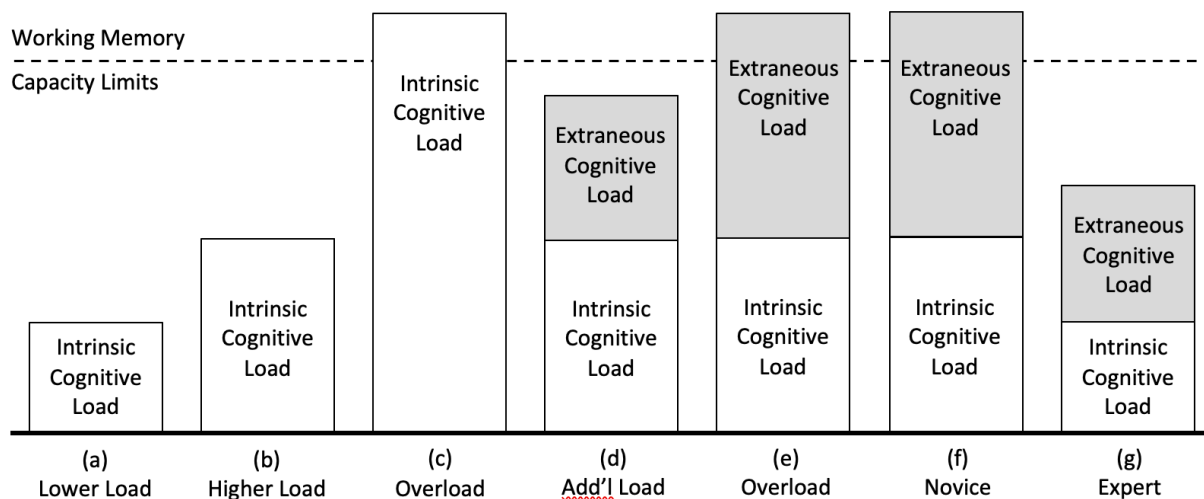 Working Memory
Capacity Limits
Intrinsic
Cognitive
Load
(a)
Lower Load
Intrinsic
Cognitive
Load
(b)
Higher Load
Intrinsic
Cognitive
Load
(c)
Overload
Extraneous
Cognitive
Load
Intrinsic
Cognitive
Load
(d)
Add'l Load
Extraneous
Cognitive
Load
Intrinsic
Cognitive
Load
(e)
Overload
Extraneous
Cognitive
Load
Intrinsic
Cognitive
Load
(f)
Novice
Extraneous
Cognitive
Load
Intrinsic
Cognitive
Load
(g)
Expert